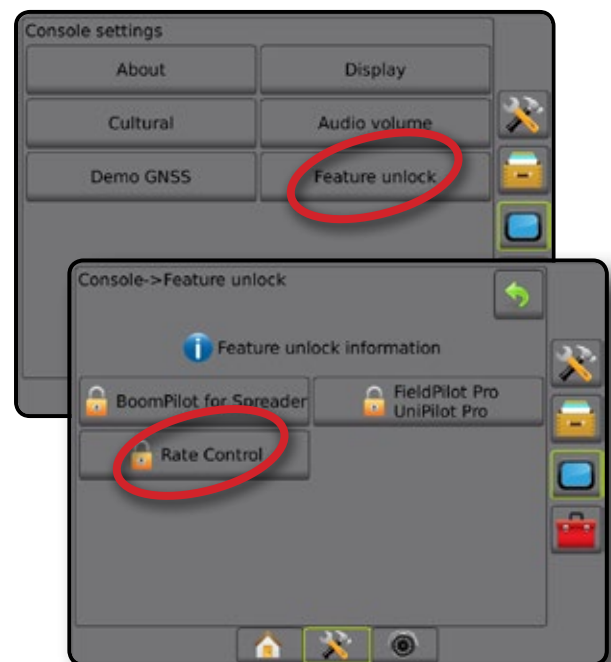 Console settings
About
Display
Cultural
Audio volume
Demo GNSS
Feature unlock
Console->Feature unlock
Feature unlock information
BoomPilot for Spreader
FieldPilot Pro
UniPilot Pro
Rate Control